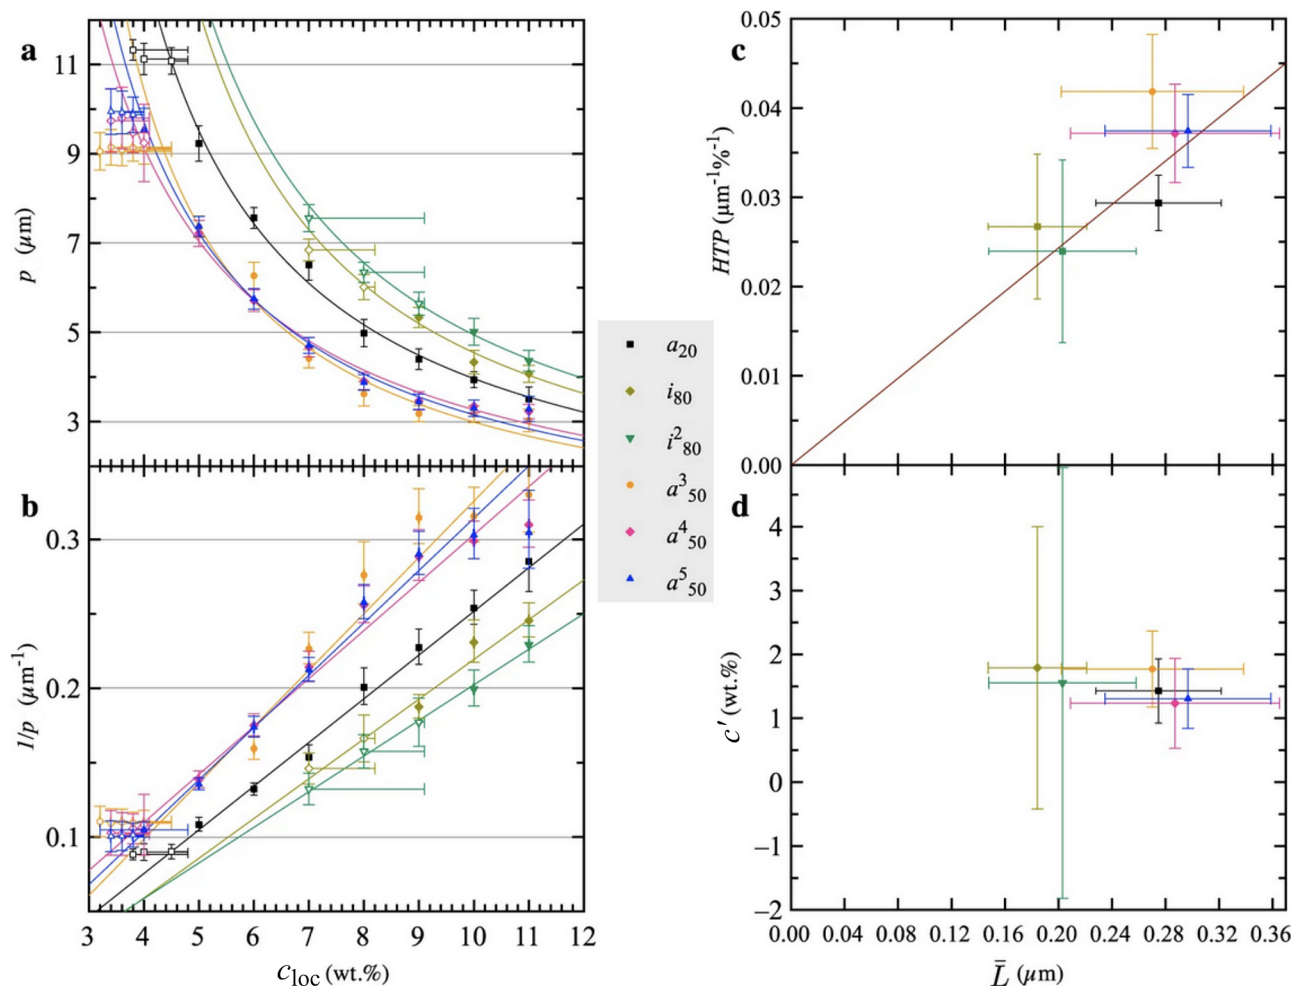 a
11
9
7
5
3
p (μm)
b
0.3
0.2
0.1
1/p (μm⁻¹)
3 4 5 6 7 8 9 10 11 12
c_loc (wt.%)
a₂₀
i₈₀
i²₈₀
a³₅₀
a⁴₅₀
a⁵₅₀
c
0.05
0.04
0.03
0.02
0.01
0.00
HTP (μm⁻¹%⁻¹)
d
4
3
2
1
0
−1
−2
c′ (wt.%)
0.00 0.04 0.08 0.12 0.16 0.20 0.24 0.28 0.32 0.36
L̄ (μm)